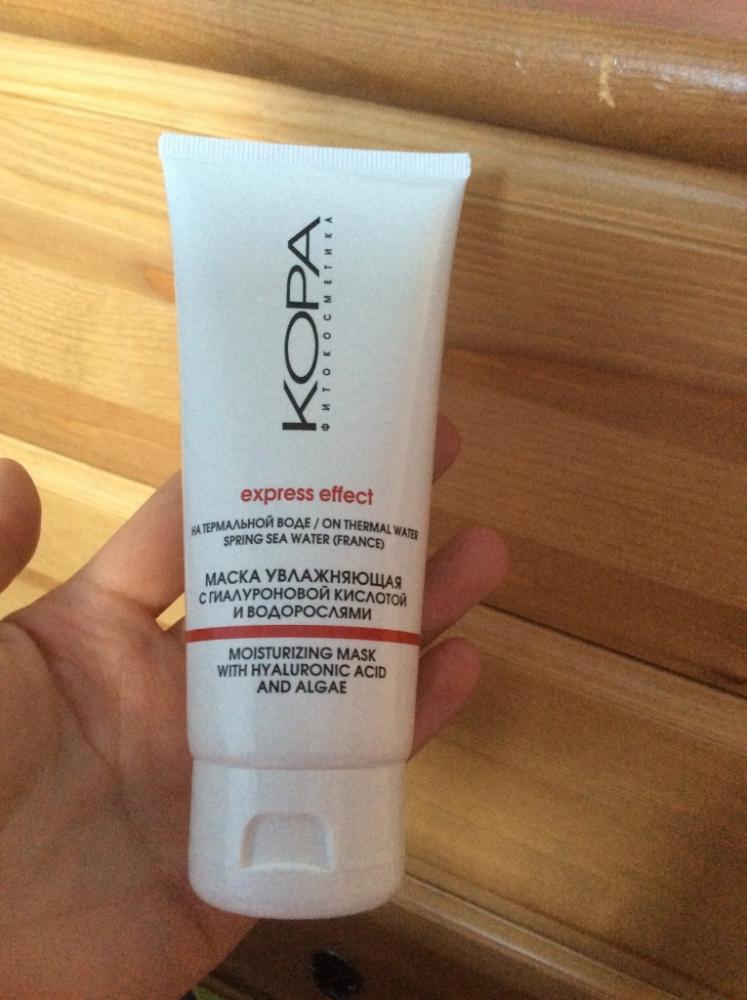 КОРА
ФИТОКОСМЕТИКА
express effect
НА ТЕРМАЛЬНОЙ ВОДЕ / ON THERMAL WATER
SPRING SEA WATER (FRANCE)
МАСКА УВЛАЖНЯЮЩАЯ
С ГИАЛУРОНОВОЙ КИСЛОТОЙ
И ВОДОРОСЛЯМИ
MOISTURIZING MASK
WITH HYALURONIC ACID
AND ALGAE